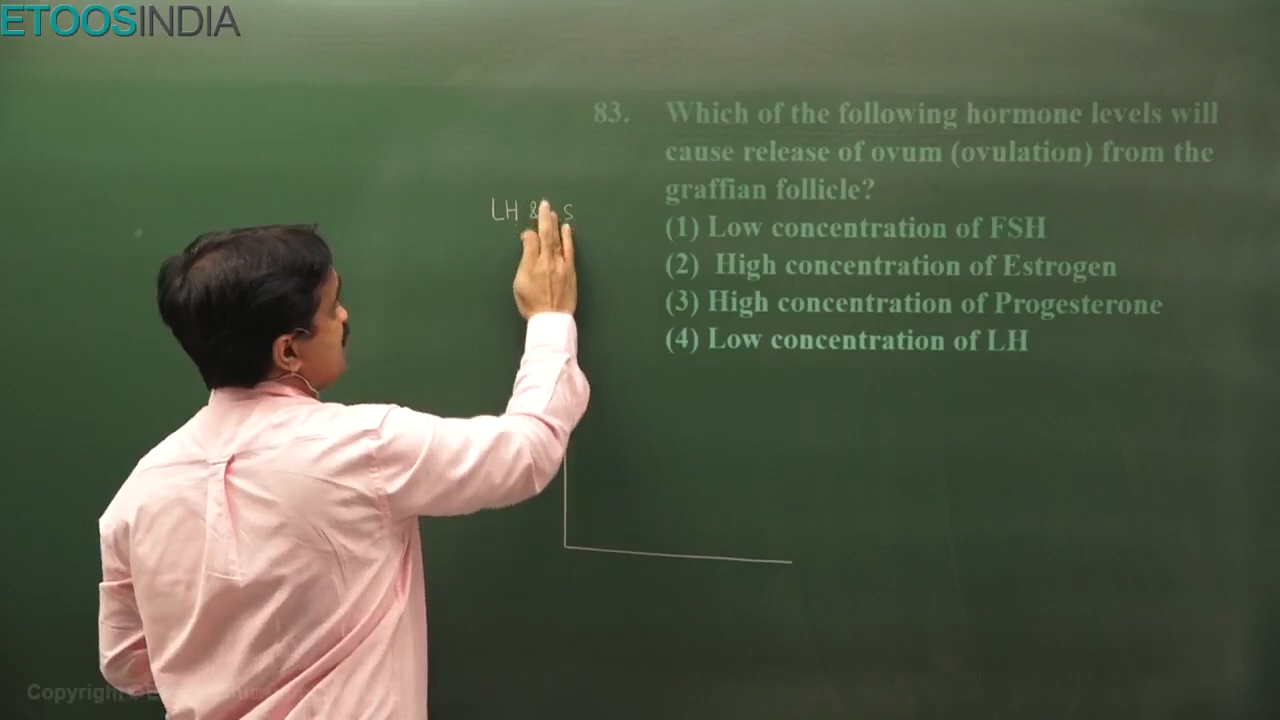 ETOOSINDIA
83. Which of the following hormone levels will
cause release of ovum (ovulation) from the
graffian follicle?
(1) Low concentration of FSH
(2) High concentration of Estrogen
(3) High concentration of Progesterone
(4) Low concentration of LH
LH &
Copyright